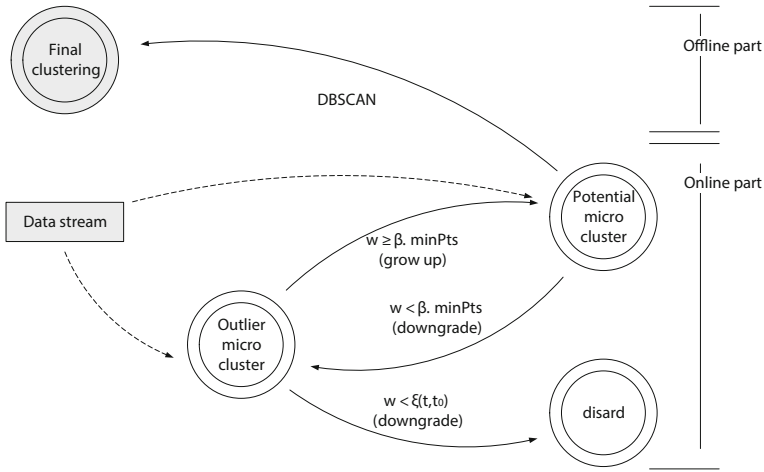 Final
clustering
Offline part
DBSCAN
Online part
Potential
micro
cluster
Data stream
w ≥ β. minPts
(grow up)
w < β. minPts
(downgrade)
Outlier
micro
cluster
w < ξ(t,t₀)
(downgrade)
disard